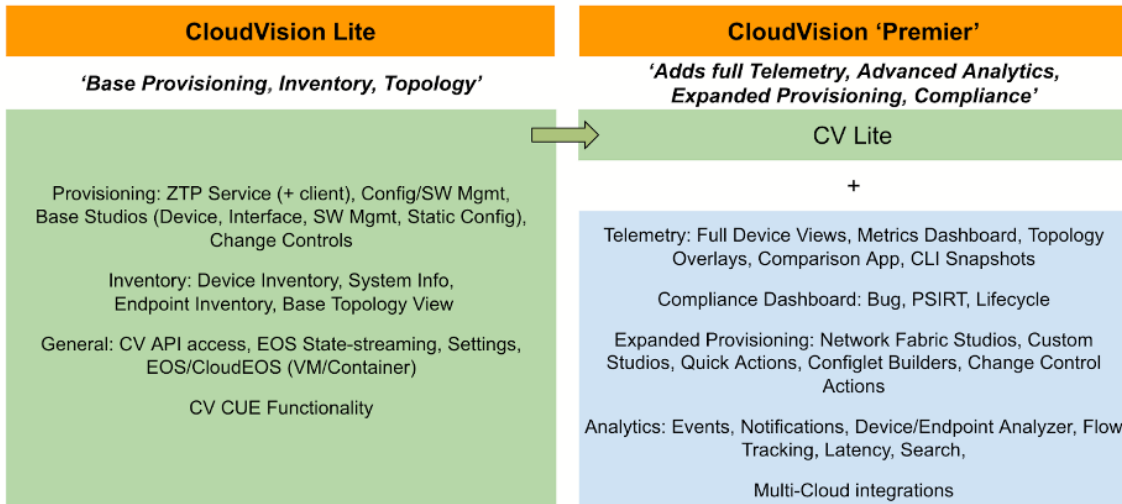 CloudVision Lite
‘Base Provisioning, Inventory, Topology’
Provisioning: ZTP Service (+ client), Config/SW Mgmt,
Base Studios (Device, Interface, SW Mgmt, Static Config),
Change Controls
Inventory: Device Inventory, System Info,
Endpoint Inventory, Base Topology View
General: CV API access, EOS State-streaming, Settings,
EOS/CloudEOS (VM/Container)
CV CUE Functionality
CloudVision ‘Premier’
‘Adds full Telemetry, Advanced Analytics,
Expanded Provisioning, Compliance’
CV Lite
+
Telemetry: Full Device Views, Metrics Dashboard, Topology
Overlays, Comparison App, CLI Snapshots
Compliance Dashboard: Bug, PSIRT, Lifecycle
Expanded Provisioning: Network Fabric Studios, Custom
Studios, Quick Actions, Configlet Builders, Change Control
Actions
Analytics: Events, Notifications, Device/Endpoint Analyzer, Flow
Tracking, Latency, Search,
Multi-Cloud integrations